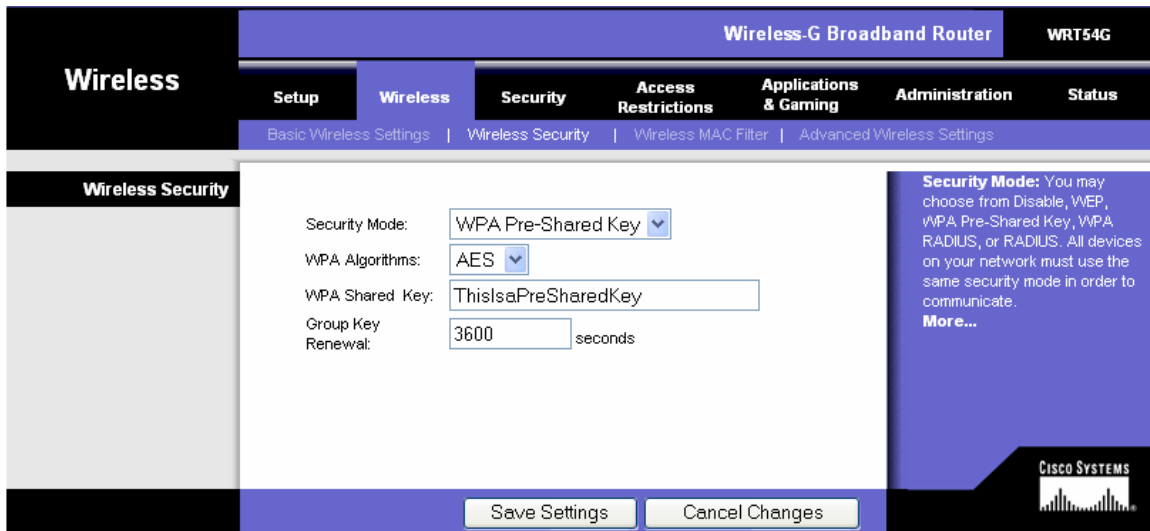 Wireless-G Broadband Router WRT54G
Wireless
Setup Wireless Security Access Restrictions Applications & Gaming Administration Status
Basic Wireless Settings | Wireless Security | Wireless MAC Filter | Advanced Wireless Settings
Wireless Security
Security Mode: WPA Pre-Shared Key
WPA Algorithms: AES
WPA Shared Key: ThisIsaPreSharedKey
Group Key Renewal: 3600 seconds
Security Mode: You may
choose from Disable, WEP,
WPA Pre-Shared Key, WPA
RADIUS, or RADIUS. All devices
on your network must use the
same security mode in order to
communicate.
More...
CISCO SYSTEMS
Save Settings Cancel Changes